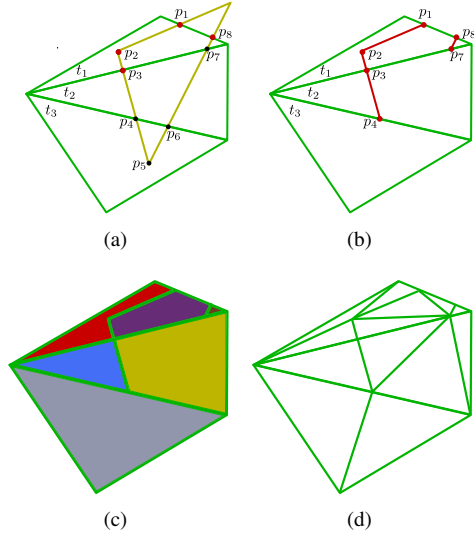 p₁
p₈
p₂
p₇
t₁
p₃
t₂
t₃
p₄
p₆
p₅
(a)
p₁
p₈
p₂
p₇
t₁
p₃
t₂
t₃
p₄
(b)
(c)
(d)